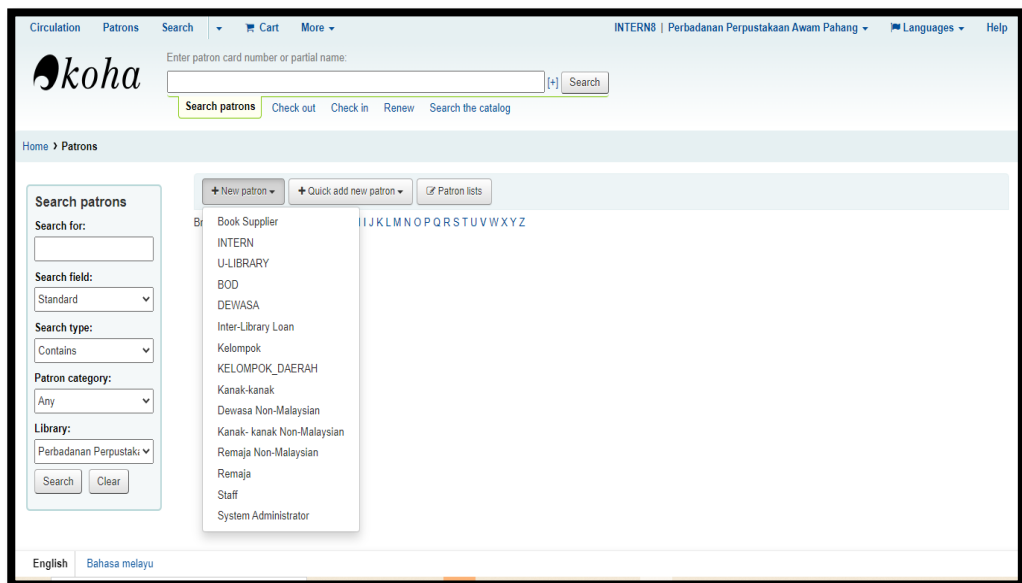 Circulation Patrons Search Cart More INTERN8 | Perbadanan Perpustakaan Awam Pahang Languages Help
koha
Enter patron card number or partial name:
[+] Search
Search patrons Check out Check in Renew Search the catalog
Home › Patrons
+ New patron + Quick add new patron Patron lists
Search patrons
Search for:
Search field:
Standard
Search type:
Contains
Patron category:
Any
Library:
Perbadanan
Search Clear
I J K L M N O P Q R S T U V W X Y Z
Book Supplier
INTERN
U-LIBRARY
BOD
DEWASA
Inter-Library Loan
Kelompok
KELOMPOK_DAERAH
Kanak-kanak
Dewasa Non-Malaysian
Kanak- kanak Non-Malaysian
Remaja Non-Malaysian
Remaja
Staff
System Administrator
English Bahasa melayu